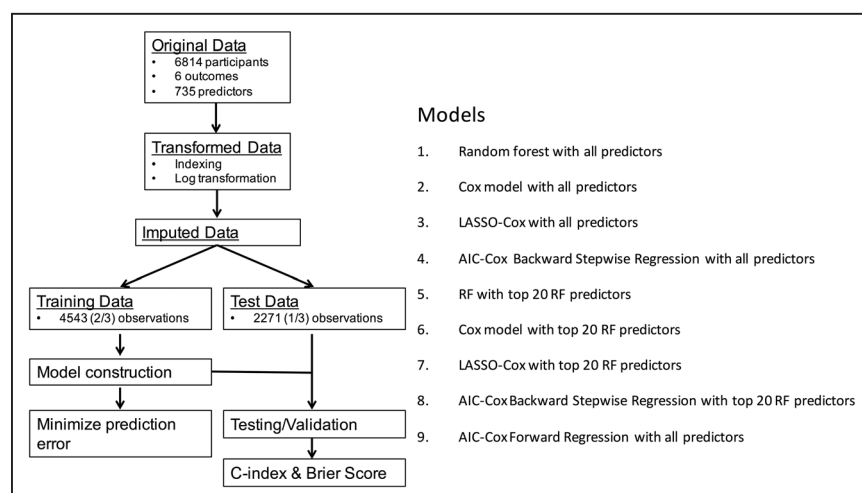 Original Data
• 6814 participants
• 6 outcomes
• 735 predictors
Transformed Data
• Indexing
• Log transformation
Imputed Data
Training Data
• 4543 (2/3) observations
Test Data
• 2271 (1/3) observations
Model construction
Minimize prediction
error
Testing/Validation
C-index & Brier Score
Models
1. Random forest with all predictors
2. Cox model with all predictors
3. LASSO-Cox with all predictors
4. AIC-Cox Backward Stepwise Regression with all predictors
5. RF with top 20 RF predictors
6. Cox model with top 20 RF predictors
7. LASSO-Cox with top 20 RF predictors
8. AIC-Cox Backward Stepwise Regression with top 20 RF predictors
9. AIC-Cox Forward Regression with all predictors